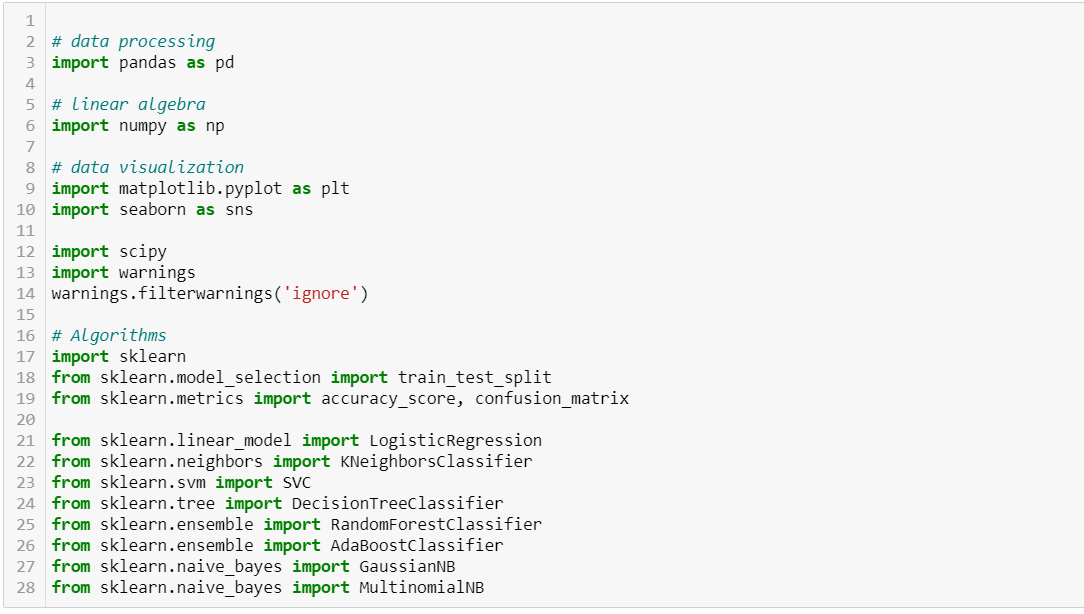 1
2 # data processing
3 import pandas as pd
4
5 # linear algebra
6 import numpy as np
7
8 # data visualization
9 import matplotlib.pyplot as plt
10 import seaborn as sns
11
12 import scipy
13 import warnings
14 warnings.filterwarnings('ignore')
15
16 # Algorithms
17 import sklearn
18 from sklearn.model_selection import train_test_split
19 from sklearn.metrics import accuracy_score, confusion_matrix
20
21 from sklearn.linear_model import LogisticRegression
22 from sklearn.neighbors import KNeighborsClassifier
23 from sklearn.svm import SVC
24 from sklearn.tree import DecisionTreeClassifier
25 from sklearn.ensemble import RandomForestClassifier
26 from sklearn.ensemble import AdaBoostClassifier
27 from sklearn.naive_bayes import GaussianNB
28 from sklearn.naive_bayes import MultinomialNB